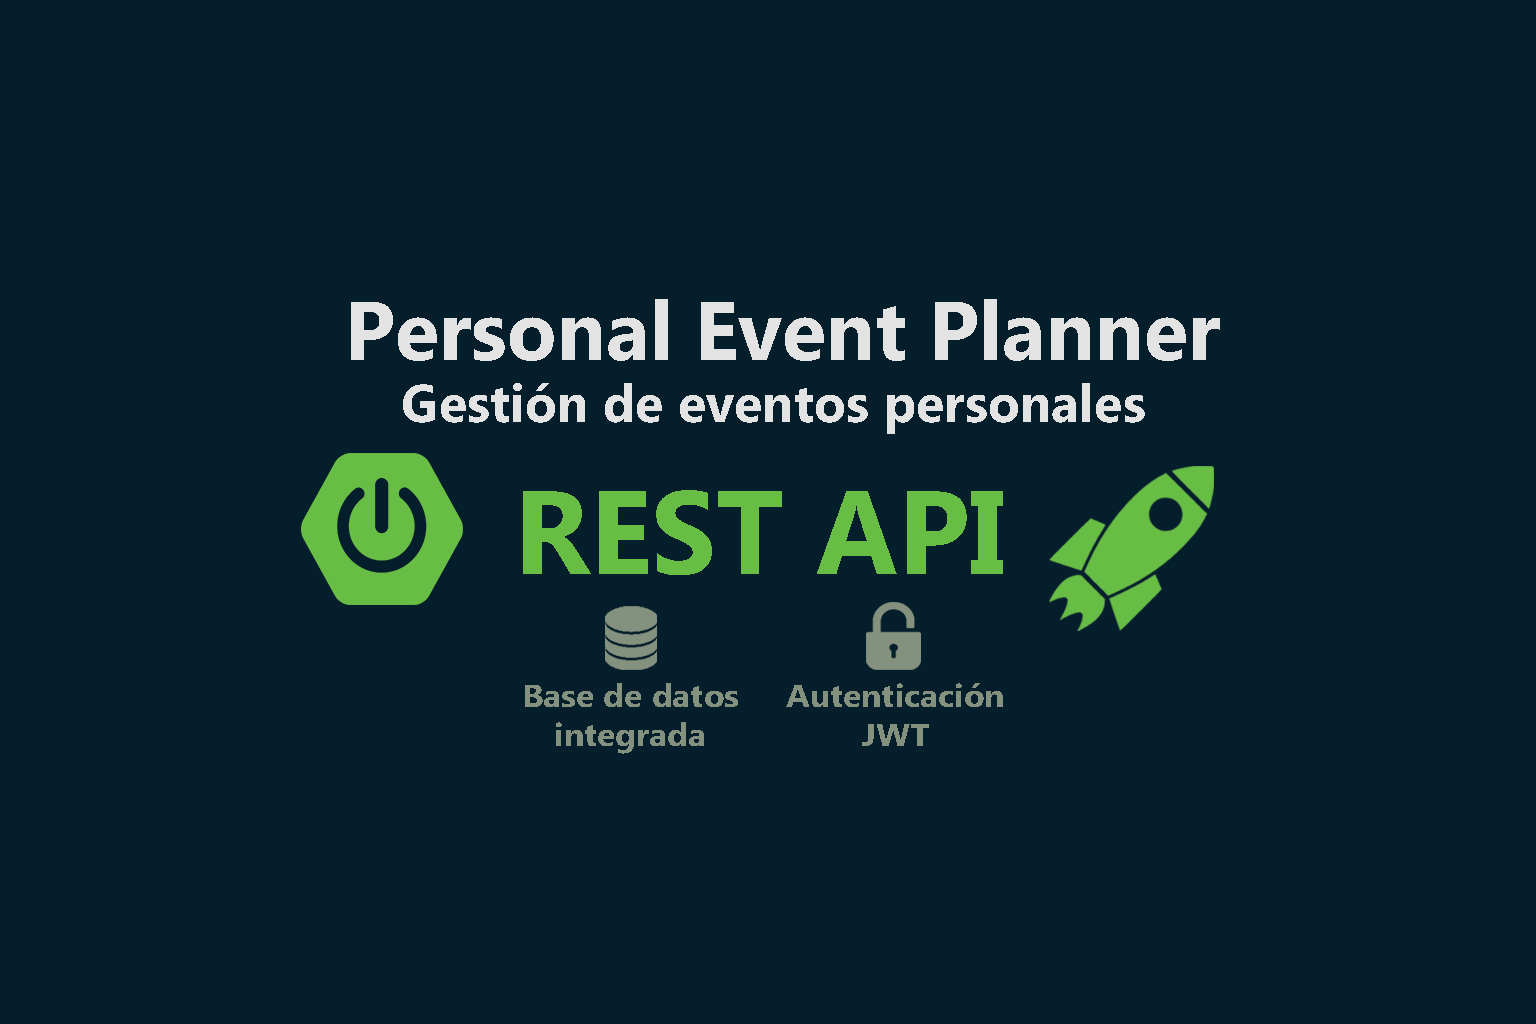 Personal Event Planner
Gestión de eventos personales
REST API
Base de datos
integrada
Autenticación
JWT